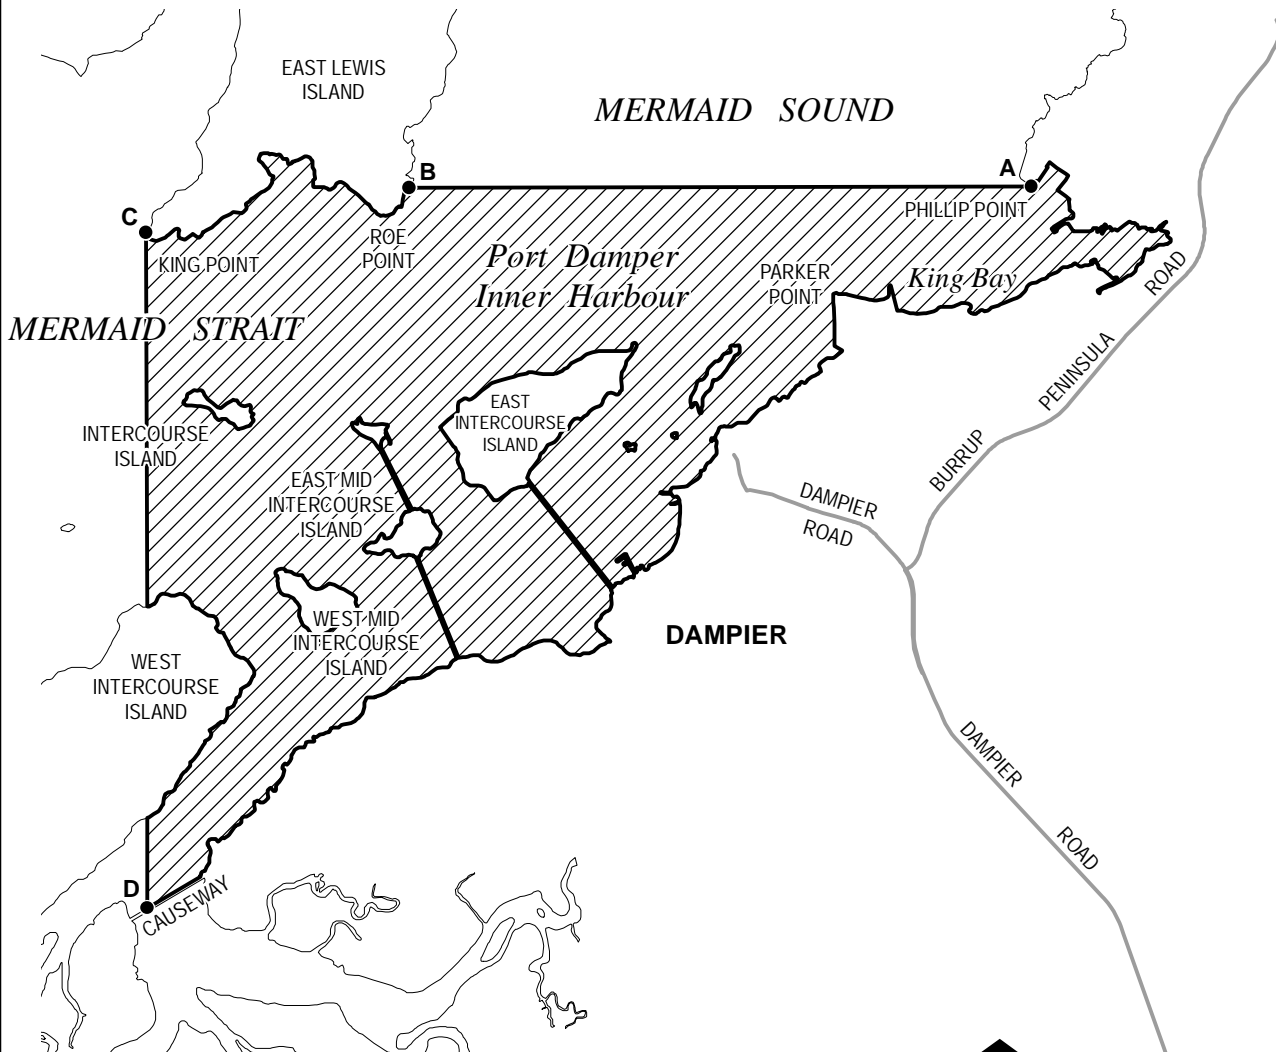 EAST LEWIS
ISLAND
MERMAID SOUND
B
A
C
PHILLIP POINT
ROE
POINT
KING POINT
Port Damper
Inner Harbour
PARKER
POINT
King Bay
ROAD
MERMAID STRAIT
PENINSULA
EAST
INTERCOURSE
ISLAND
INTERCOURSE
ISLAND
BURRUP
EAST MID
INTERCOURSE
ISLAND
DAMPIER
ROAD
WEST MID
INTERCOURSE
ISLAND
DAMPIER
WEST
INTERCOURSE
ISLAND
DAMPIER
ROAD
D
CAUSEWAY